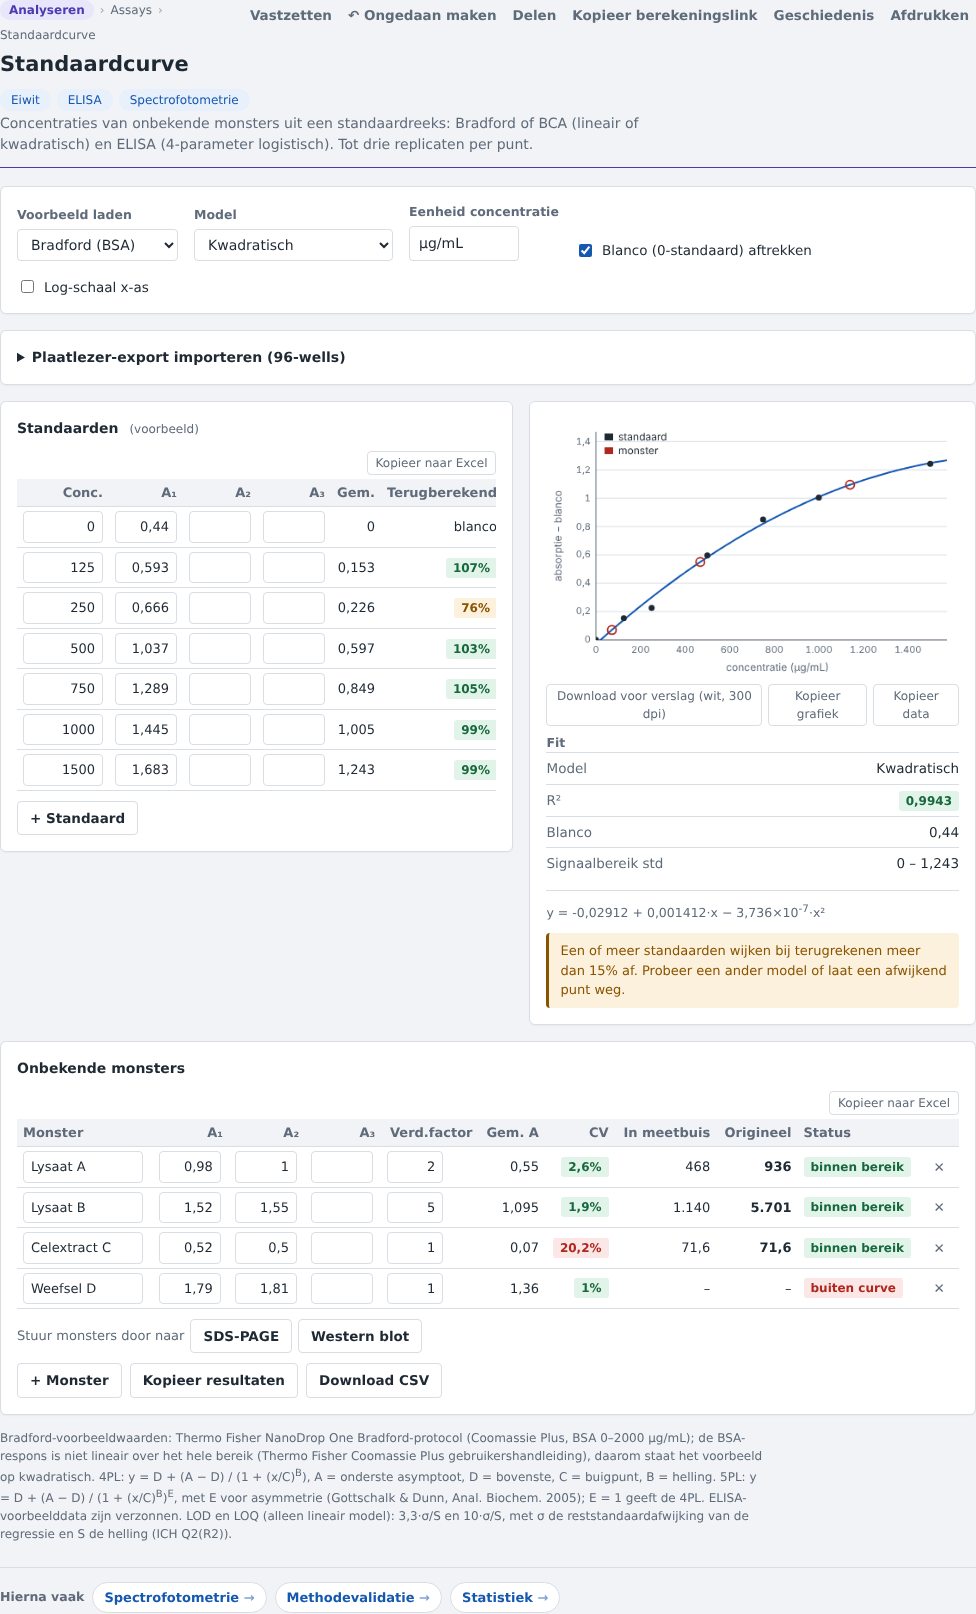 Analyseren › Assays ›
Standaardcurve
Vastzetten ↶ Ongedaan maken Delen Kopieer berekeningslink Geschiedenis Afdrukken
Standaardcurve
Eiwit ELISA Spectrofotometrie
Concentraties van onbekende monsters uit een standaardreeks: Bradford of BCA (lineair of
kwadratisch) en ELISA (4-parameter logistisch). Tot drie replicaten per punt.
Voorbeeld laden Model Eenheid concentratie
Bradford (BSA) Kwadratisch µg/mL Blanco (0-standaard) aftrekken
Log-schaal x-as
▶ Plaatlezer-export importeren (96-wells)
Standaarden (voorbeeld)
Kopieer naar Excel
Conc. A₁ A₂ A₃ Gem. Terugberekend
0 0,44 0 blanco
125 0,593 0,153 107%
250 0,666 0,226 76%
500 1,037 0,597 103%
750 1,289 0,849 105%
1000 1,445 1,005 99%
1500 1,683 1,243 99%
+ Standaard
standaard
monster
1,4
1,2
1
0,8
0,6
0,4
0,2
0
absorptie – blanco
0 200 400 600 800 1.000 1.200 1.400
concentratie (µg/mL)
Download voor verslag (wit, 300
dpi)
Kopieer
grafiek
Kopieer
data
Fit
Model Kwadratisch
R² 0,9943
Blanco 0,44
Signaalbereik std 0 – 1,243
y = -0,02912 + 0,001412·x − 3,736×10⁻⁷·x²
Een of meer standaarden wijken bij terugrekenen meer
dan 15% af. Probeer een ander model of laat een afwijkend
punt weg.
Onbekende monsters
Kopieer naar Excel
Monster A₁ A₂ A₃ Verd.factor Gem. A CV In meetbuis Origineel Status
Lysaat A 0,98 1 2 0,55 2,6% 468 936 binnen bereik ×
Lysaat B 1,52 1,55 5 1,095 1,9% 1.140 5.701 binnen bereik ×
Celextract C 0,52 0,5 1 0,07 20,2% 71,6 71,6 binnen bereik ×
Weefsel D 1,79 1,81 1 1,36 1% – – buiten curve ×
Stuur monsters door naar SDS-PAGE Western blot
+ Monster Kopieer resultaten Download CSV
Bradford-voorbeeldwaarden: Thermo Fisher NanoDrop One Bradford-protocol (Coomassie Plus, BSA 0–2000 µg/mL); de BSA-
respons is niet lineair over het hele bereik (Thermo Fisher Coomassie Plus gebruikershandleiding), daarom staat het voorbeeld
op kwadratisch. 4PL: y = D + (A − D) / (1 + (x/C)ᴮ), A = onderste asymptoot, D = bovenste, C = buigpunt, B = helling. 5PL: y
= D + (A − D) / (1 + (x/C)ᴮ)ᴱ, met E voor asymmetrie (Gottschalk & Dunn, Anal. Biochem. 2005); E = 1 geeft de 4PL. ELISA-
voorbeelddata zijn verzonnen. LOD en LOQ (alleen lineair model): 3,3·σ/S en 10·σ/S, met σ de reststandaardafwijking van de
regressie en S de helling (ICH Q2(R2)).
Hierna vaak Spectrofotometrie → Methodevalidatie → Statistiek →